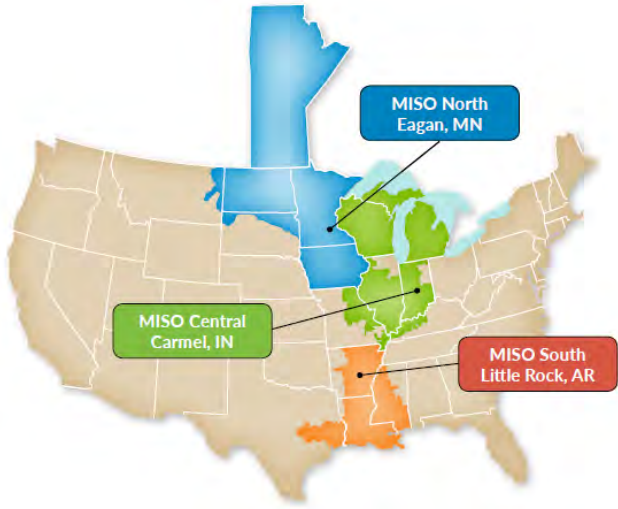 MISO North
Eagan, MN
MISO Central
Carmel, IN
MISO South
Little Rock, AR